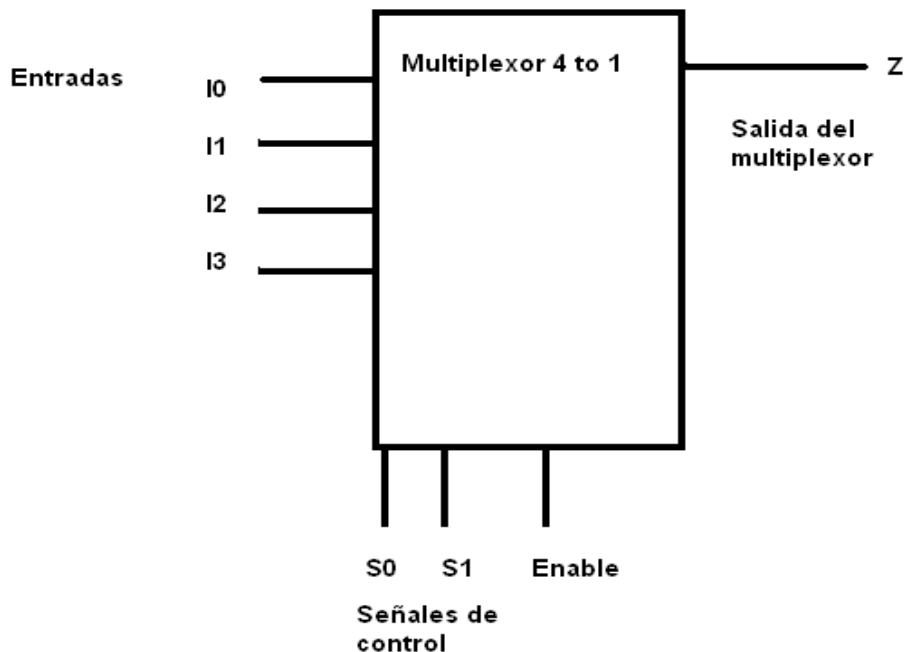 Multiplexor 4 to 1
Z
Entradas
I0
I1
I2
I3
Salida del
multiplexor
S0 S1 Enable
Señales de
control